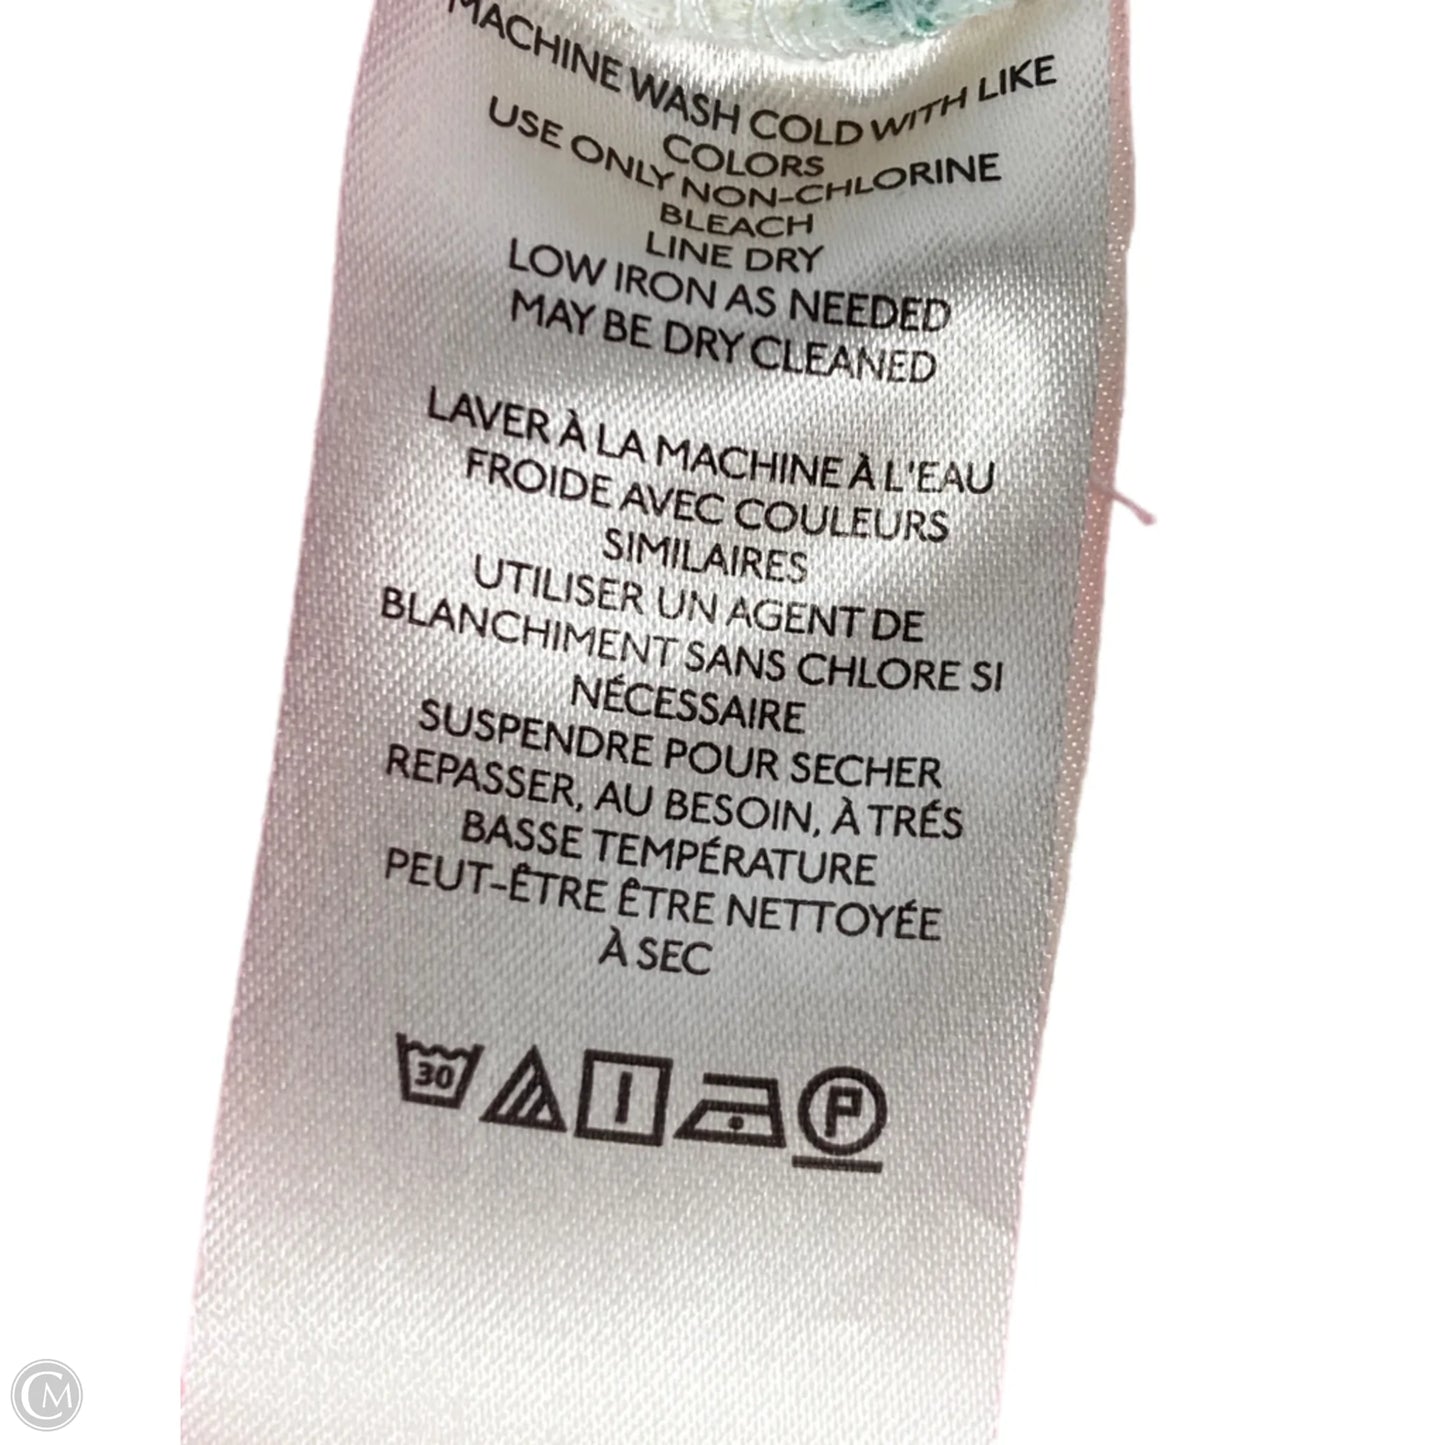 MACHINE WASH COLD WITH LIKE
COLORS
USE ONLY NON-CHLORINE
BLEACH
LINE DRY
LOW IRON AS NEEDED
MAY BE DRY CLEANED
LAVER À LA MACHINE À L'EAU
FROIDE AVEC COULEURS
SIMILAIRES
UTILISER UN AGENT DE
BLANCHIMENT SANS CHLORE SI
NÉCESSAIRE
SUSPENDRE POUR SECHER
REPASSER, AU BESOIN, À TRÉS
BASSE TEMPÉRATURE
PEUT-ÊTRE ÊTRE NETTOYÉE
À SEC
30 P
CM